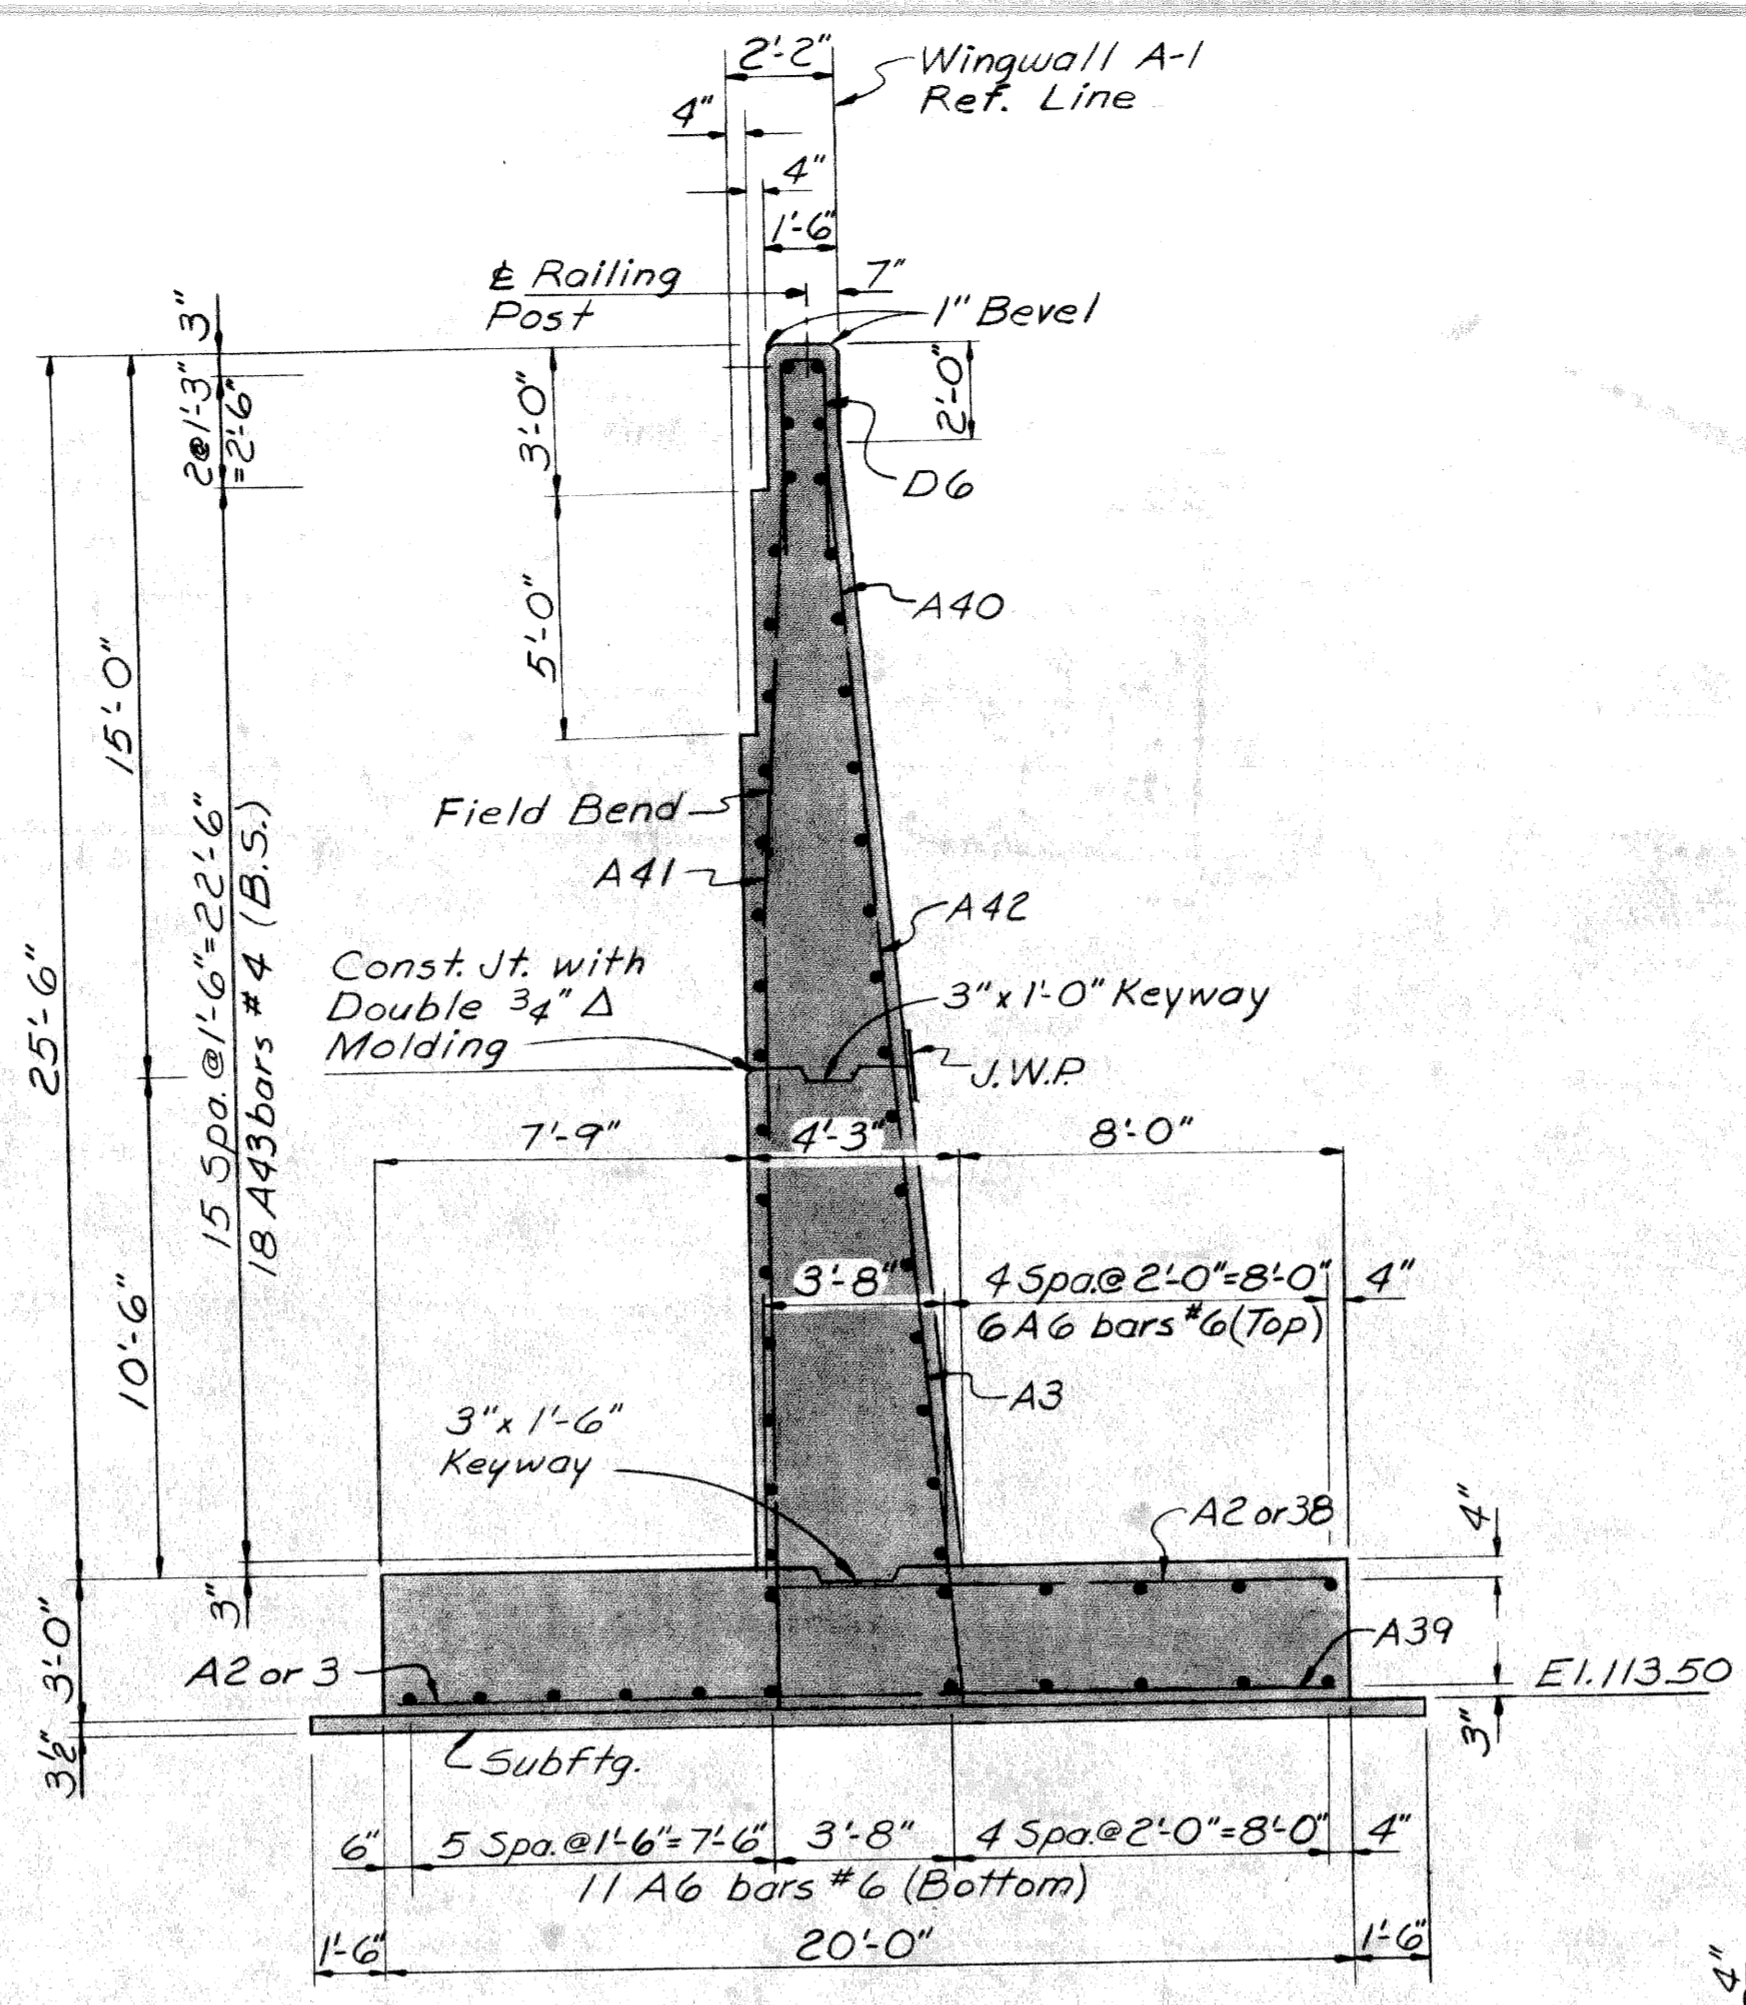 2'-2"
Wingwall A-1
Ref. Line
4"
4"
1'-6"
7"
℄ Railing
Post
1" Bevel
3"
2@1'-3"
=2'-6"
3'-0"
2'-0"
D6
A40
5'-0"
15'-0"
Field Bend
A41
A42
25'-6"
15 Spa.@1'-6"=22'-6"
18 A43 bars #4 (B.S.)
Const. Jt. with
Double 3/4" Δ
Molding
3"x 1'-0" Keyway
J.W.P.
7'-9"
4'-3"
8'-0"
10'-6"
3'-8"
4 Spa.@ 2'-0"=8'-0"
4"
6 A6 bars #6 (Top)
A3
3"x 1'-6"
Keyway
A2 or 38
4"
3"
3'-0"
A2 or 3
A39
El. 113.50
3½"
3"
Subftg.
6"
5 Spa.@1'-6"=7'-6"
3'-8"
4 Spa.@2'-0"=8'-0"
4"
11 A6 bars #6 (Bottom)
1'-6"
20'-0"
1'-6"
4"